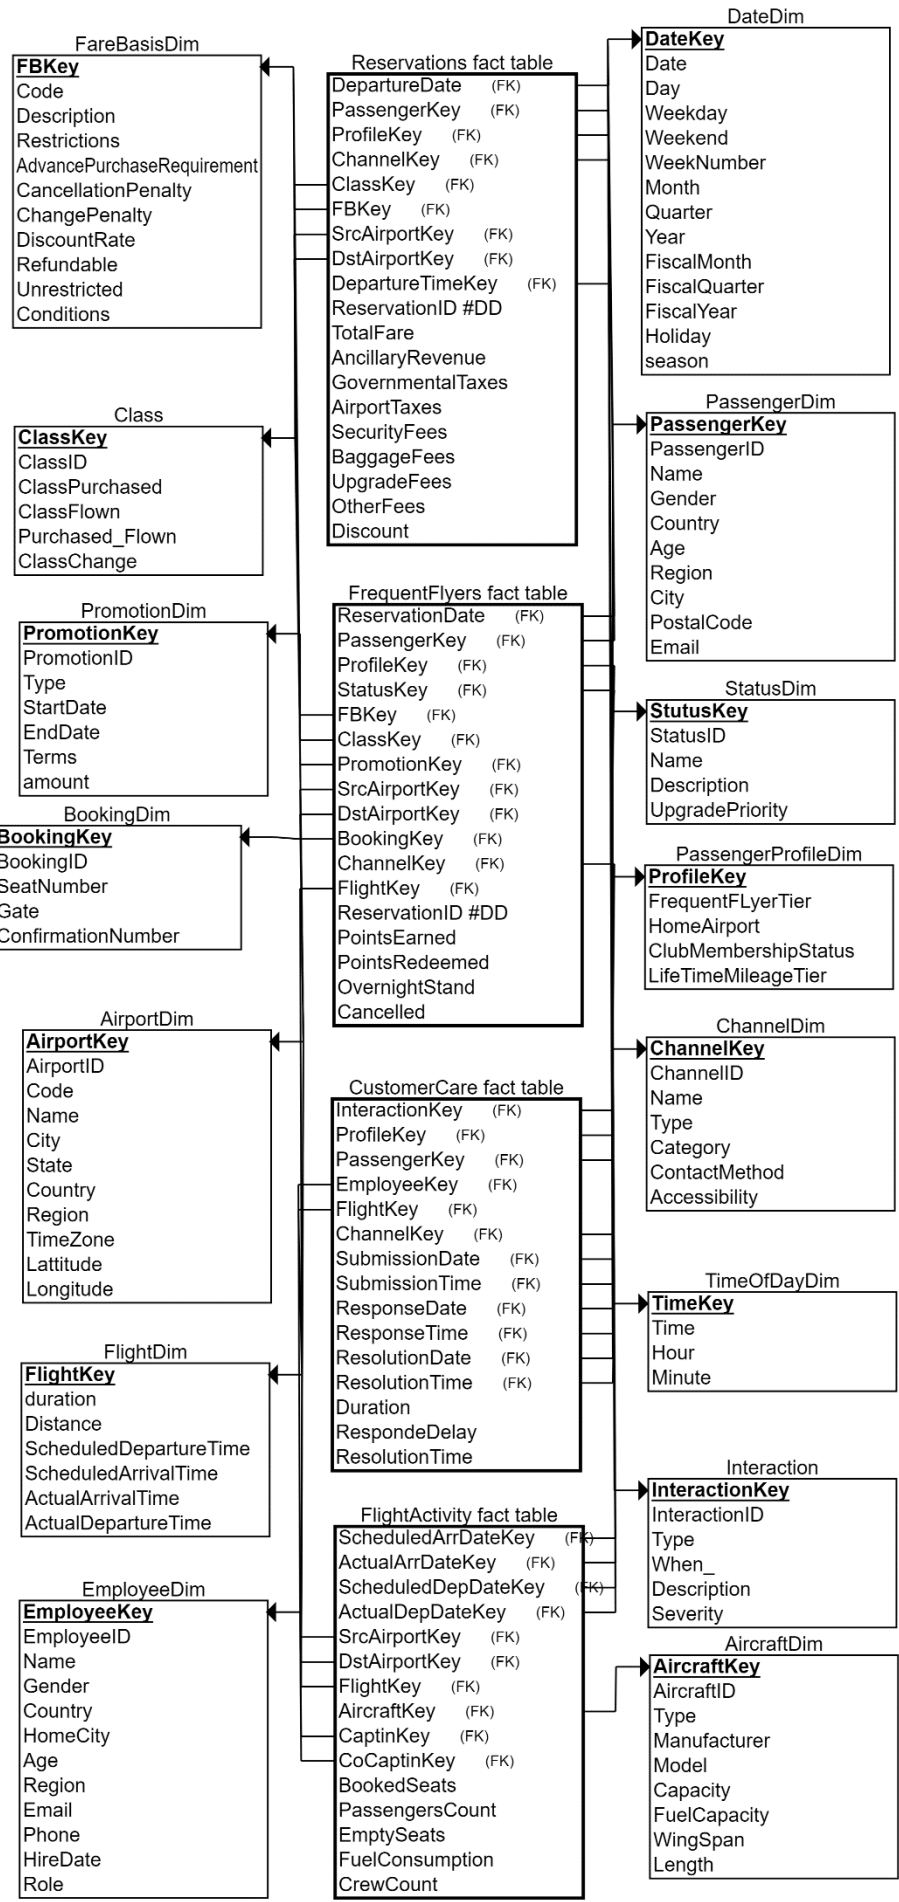 FareBasisDim
FBKey
Code
Description
Restrictions
AdvancePurchaseRequirement
CancellationPenalty
ChangePenalty
DiscountRate
Refundable
Unrestricted
Conditions
Class
ClassKey
ClassID
ClassPurchased
ClassFlown
Purchased_Flown
ClassChange
PromotionDim
PromotionKey
PromotionID
Type
StartDate
EndDate
Terms
amount
BookingDim
BookingKey
BookingID
SeatNumber
Gate
ConfirmationNumber
AirportDim
AirportKey
AirportID
Code
Name
City
State
Country
Region
TimeZone
Lattitude
Longitude
FlightDim
FlightKey
duration
Distance
ScheduledDepartureTime
ScheduledArrivalTime
ActualArrivalTime
ActualDepartureTime
EmployeeDim
EmployeeKey
EmployeeID
Name
Gender
Country
HomeCity
Age
Region
Email
Phone
HireDate
Role
Reservations fact table
DepartureDate (FK)
PassengerKey (FK)
ProfileKey (FK)
ChannelKey (FK)
ClassKey (FK)
FBKey (FK)
SrcAirportKey (FK)
DstAirportKey (FK)
DepartureTimeKey (FK)
ReservationID #DD
TotalFare
AncillaryRevenue
GovernmentalTaxes
AirportTaxes
SecurityFees
BaggageFees
UpgradeFees
OtherFees
Discount
FrequentFlyers fact table
ReservationDate (FK)
PassengerKey (FK)
ProfileKey (FK)
StatusKey (FK)
FBKey (FK)
ClassKey (FK)
PromotionKey (FK)
SrcAirportKey (FK)
DstAirportKey (FK)
BookingKey (FK)
ChannelKey (FK)
FlightKey (FK)
ReservationID #DD
PointsEarned
PointsRedeemed
OvernightStand
Cancelled
CustomerCare fact table
InteractionKey (FK)
ProfileKey (FK)
PassengerKey (FK)
EmployeeKey (FK)
FlightKey (FK)
ChannelKey (FK)
SubmissionDate (FK)
SubmissionTime (FK)
ResponseDate (FK)
ResponseTime (FK)
ResolutionDate (FK)
ResolutionTime (FK)
Duration
RespondeDelay
ResolutionTime
FlightActivity fact table
ScheduledArrDateKey (FK)
ActualArrDateKey (FK)
ScheduledDepDateKey (FK)
ActualDepDateKey (FK)
SrcAirportKey (FK)
DstAirportKey (FK)
FlightKey (FK)
AircraftKey (FK)
CaptinKey (FK)
CoCaptinKey (FK)
BookedSeats
PassengersCount
EmptySeats
FuelConsumption
CrewCount
DateDim
DateKey
Date
Day
Weekday
Weekend
WeekNumber
Month
Quarter
Year
FiscalMonth
FiscalQuarter
FiscalYear
Holiday
season
PassengerDim
PassengerKey
PassengerID
Name
Gender
Country
Age
Region
City
PostalCode
Email
StatusDim
StutusKey
StatusID
Name
Description
UpgradePriority
PassengerProfileDim
ProfileKey
FrequentFLyerTier
HomeAirport
ClubMembershipStatus
LifeTimeMileageTier
ChannelDim
ChannelKey
ChannelID
Name
Type
Category
ContactMethod
Accessibility
TimeOfDayDim
TimeKey
Time
Hour
Minute
Interaction
InteractionKey
InteractionID
Type
When_
Description
Severity
AircraftDim
AircraftKey
AircraftID
Type
Manufacturer
Model
Capacity
FuelCapacity
WingSpan
Length